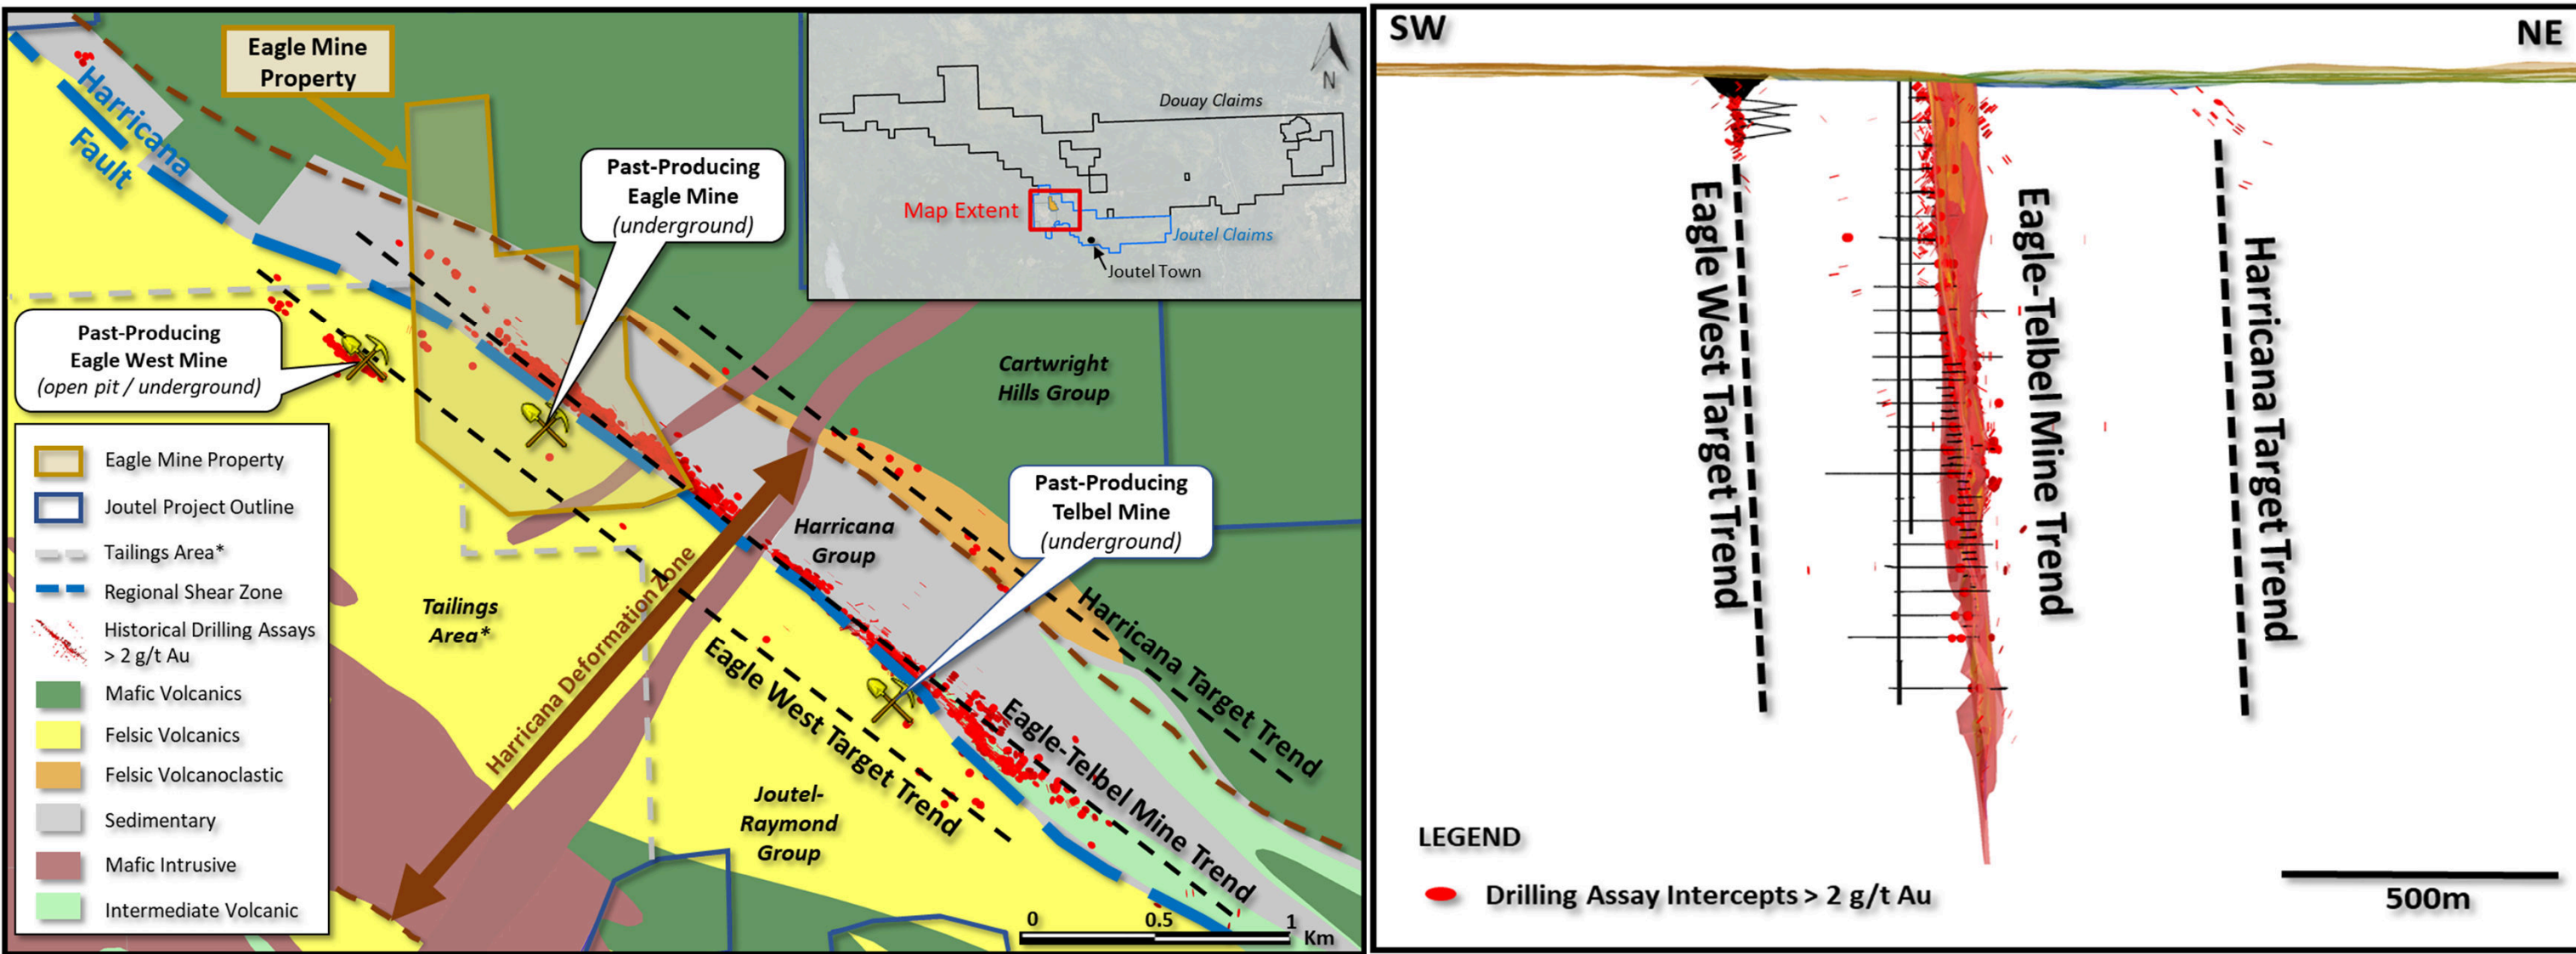 Eagle Mine
Property
Harricana
Fault
Past-Producing
Eagle Mine
(underground)
Douay Claims
N
Map Extent
Joutel Claims
Joutel Town
Past-Producing
Eagle West Mine
(open pit / underground)
Cartwright
Hills Group
Past-Producing
Telbel Mine
(underground)
Harricana
Group
Tailings
Area*
Harricana Deformation Zone
Harricana Target Trend
Eagle West Target Trend
Eagle-Telbel Mine Trend
Joutel-
Raymond
Group
Eagle Mine Property
Joutel Project Outline
Tailings Area*
Regional Shear Zone
Historical Drilling Assays
> 2 g/t Au
Mafic Volcanics
Felsic Volcanics
Felsic Volcanoclastic
Sedimentary
Mafic Intrusive
Intermediate Volcanic
0 0.5 1
Km
SW
NE
Eagle West Target Trend
Eagle-Telbel Mine Trend
Harricana Target Trend
LEGEND
Drilling Assay Intercepts > 2 g/t Au
500m